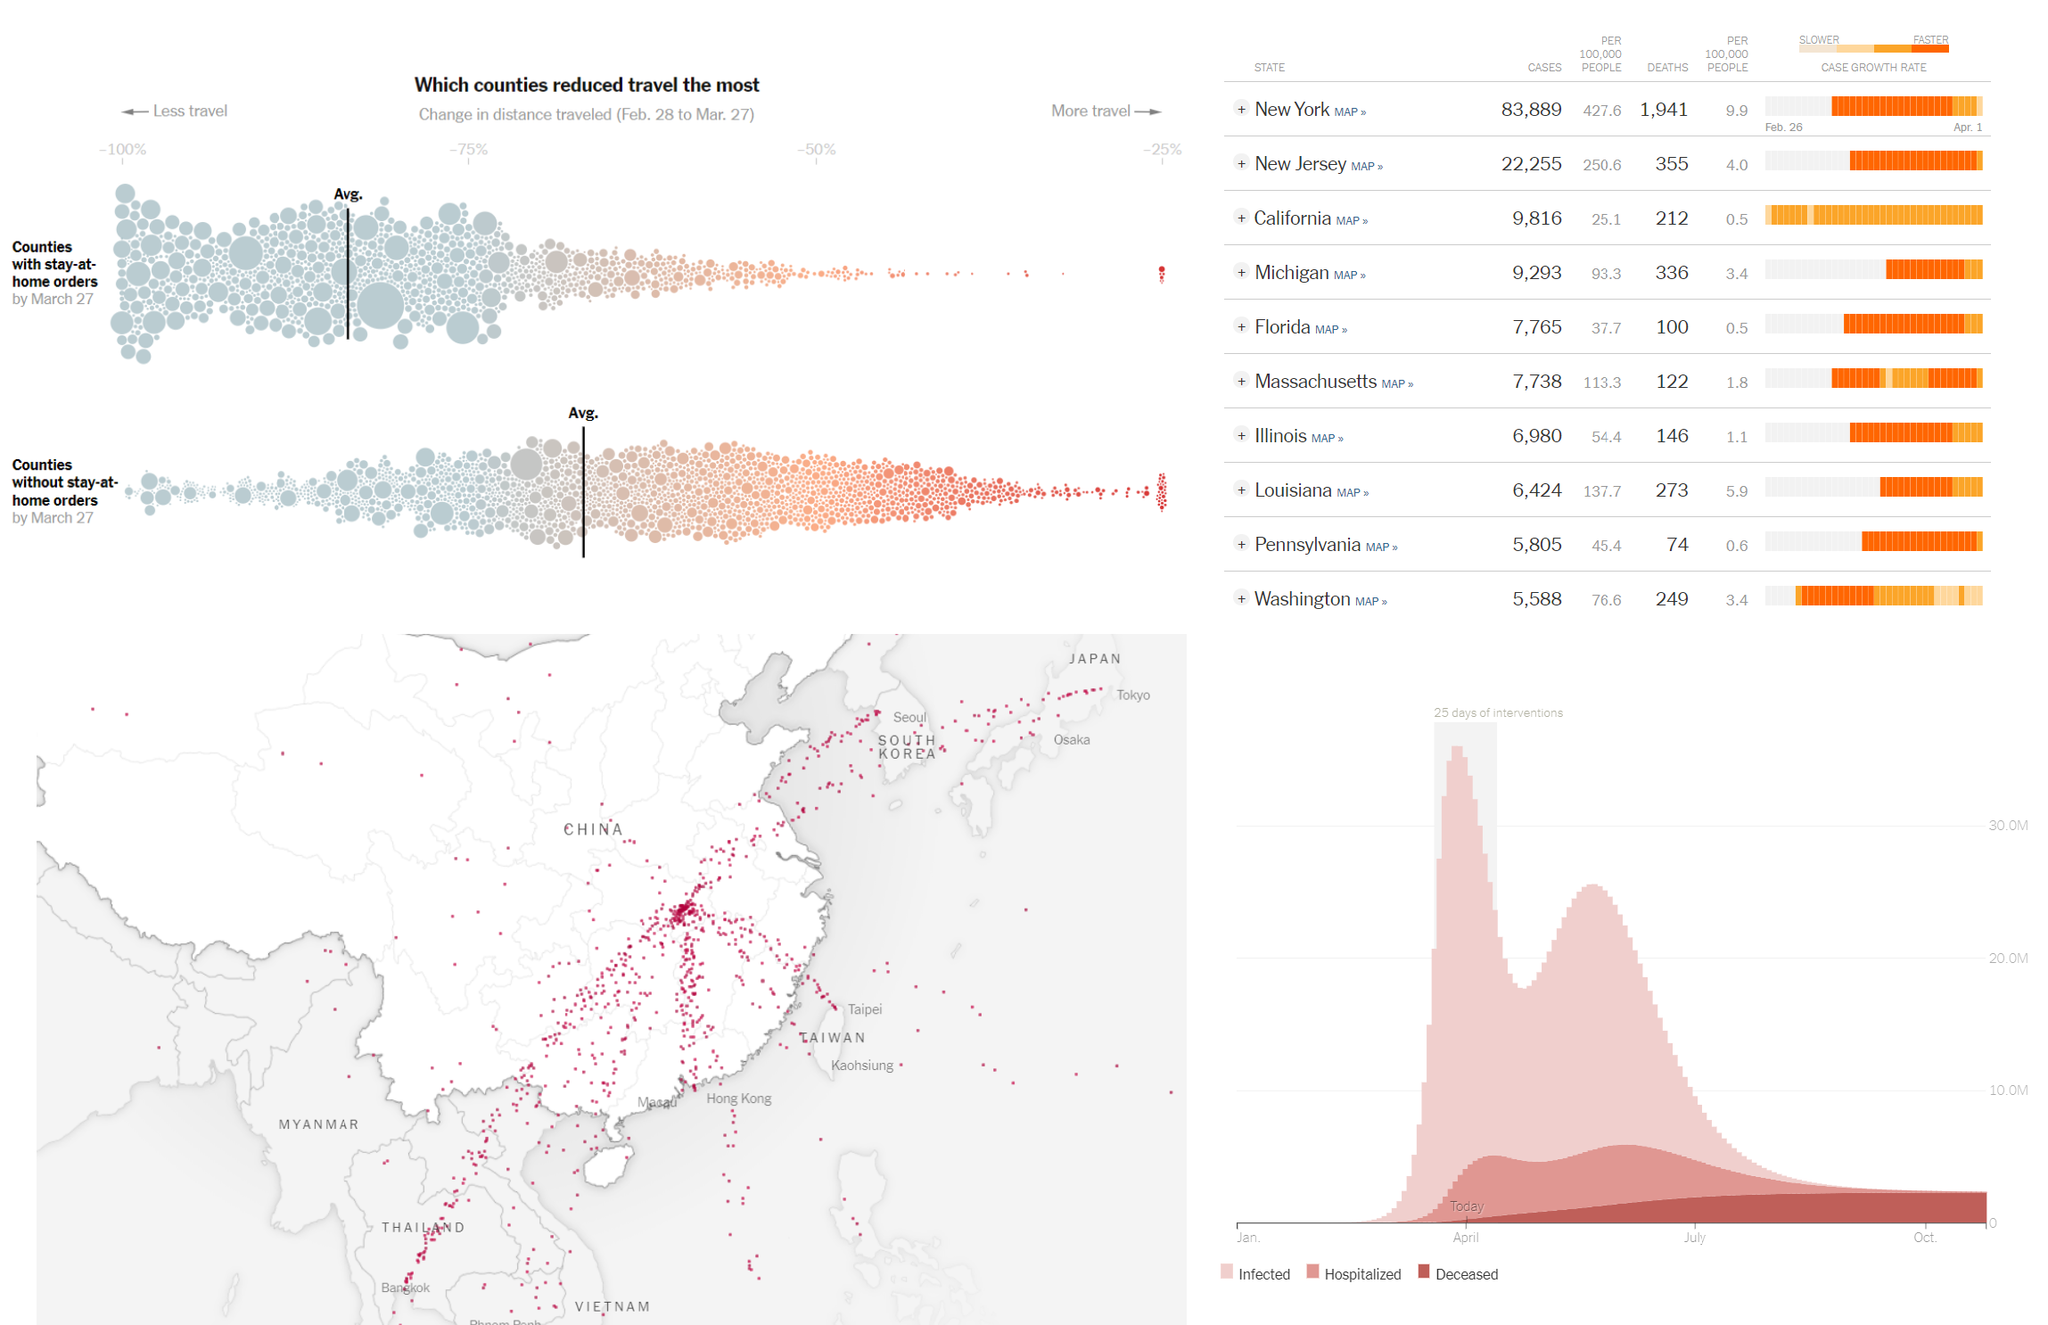 Which counties reduced travel the most
Less travel
Change in distance traveled (Feb. 28 to Mar. 27)
More travel
−100%
−75%
−50%
−25%
Avg.
Counties
with stay-at-
home orders
by March 27
Avg.
Counties
without stay-at-
home orders
by March 27
STATE
CASES
PER
100,000
PEOPLE
DEATHS
PER
100,000
PEOPLE
SLOWER
FASTER
CASE GROWTH RATE
+ New York MAP » 83,889 427.6 1,941 9.9
Feb. 26
Apr. 1
+ New Jersey MAP » 22,255 250.6 355 4.0
+ California MAP » 9,816 25.1 212 0.5
+ Michigan MAP » 9,293 93.3 336 3.4
+ Florida MAP » 7,765 37.7 100 0.5
+ Massachusetts MAP » 7,738 113.3 122 1.8
+ Illinois MAP » 6,980 54.4 146 1.1
+ Louisiana MAP » 6,424 137.7 273 5.9
+ Pennsylvania MAP » 5,805 45.4 74 0.6
+ Washington MAP » 5,588 76.6 249 3.4
JAPAN
Tokyo
Seoul
SOUTH
KOREA
Osaka
CHINA
Taipei
TAIWAN
Kaohsiung
Macau
Hong Kong
MYANMAR
THAILAND
Bangkok
VIETNAM
Phnom Penh
25 days of interventions
30.0M
20.0M
10.0M
Today
0
Jan.
April
July
Oct.
Infected
Hospitalized
Deceased